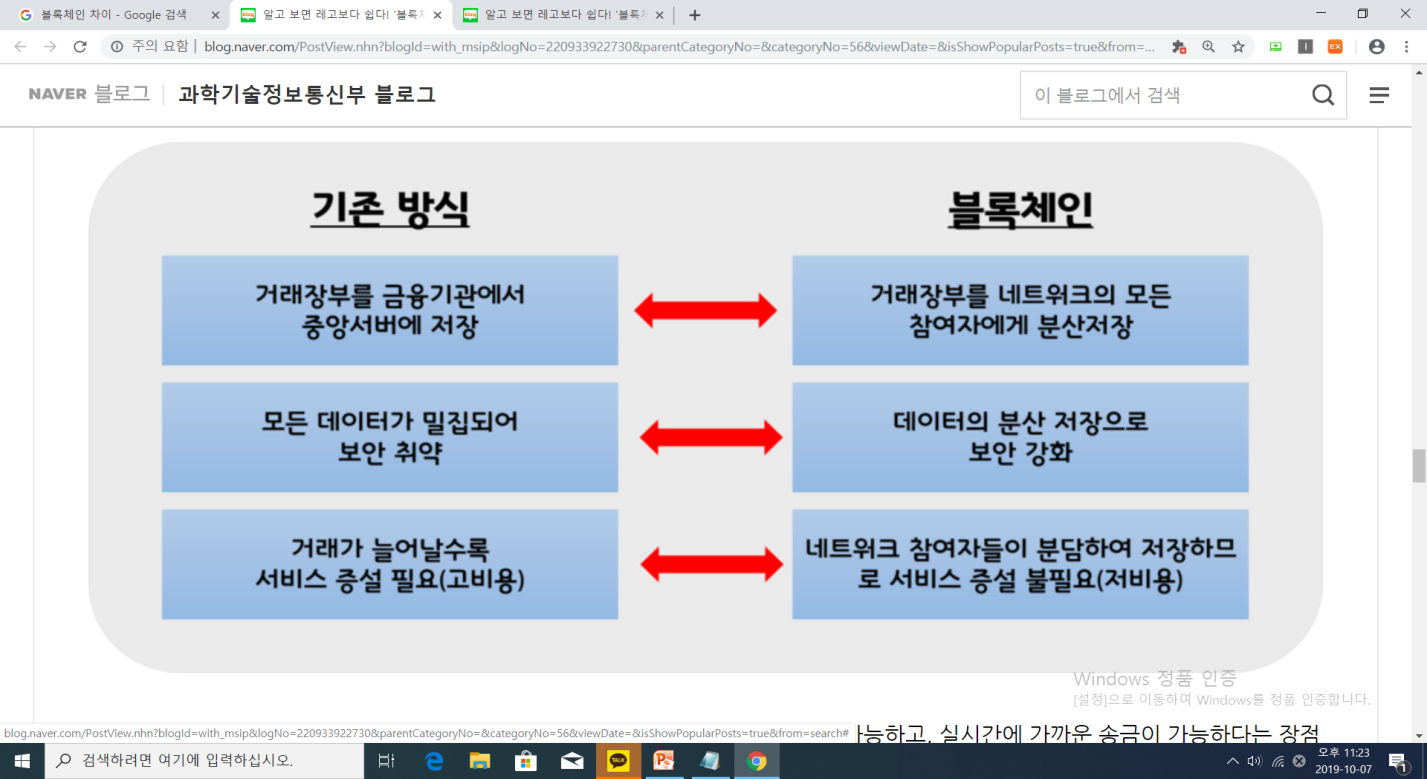 블록체인 차이 - Google 검색
알고 보면 레고보다 쉽다! '블록체
알고 보면 레고보다 쉽다! '블록체
주의 요함 | blog.naver.com/PostView.nhn?blogId=with_msip&logNo=220933922730&parentCategoryNo=&categoryNo=56&viewDate=&isShowPopularPosts=true&from=...
NAVER 블로그 과학기술정보통신부 블로그
이 블로그에서 검색
기존 방식
블록체인
거래장부를 금융기관에서
중앙서버에 저장
거래장부를 네트워크의 모든
참여자에게 분산저장
모든 데이터가 밀집되어
보안 취약
데이터의 분산 저장으로
보안 강화
거래가 늘어날수록
서비스 증설 필요(고비용)
네트워크 참여자들이 분담하여 저장하므
로 서비스 증설 불필요(저비용)
Windows 정품 인증
[설정]으로 이동하여 Windows를 정품 인증합니다.
blog.naver.com/PostView.nhn?blogId=with_msip&logNo=220933922730&parentCategoryNo=&categoryNo=56&viewDate=&isShowPopularPosts=true&from=search#
능하고, 실시간에 가까운 송금이 가능하다는 장점
검색하려면 여기에 입력하십시오.
TALK
오후 11:23
2019-10-07
1